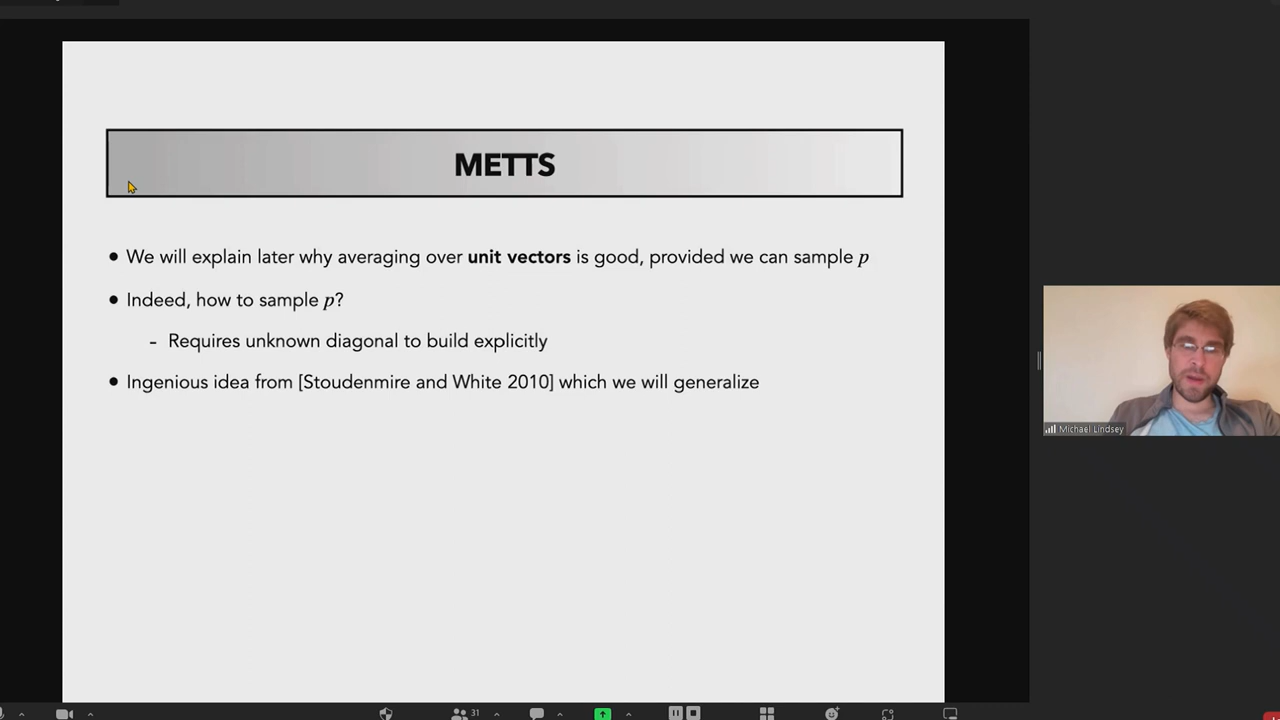 METTS
• We will explain later why averaging over unit vectors is good, provided we can sample p
• Indeed, how to sample p?
- Requires unknown diagonal to build explicitly
• Ingenious idea from [Stoudenmire and White 2010] which we will generalize
Michael Lindsey
31